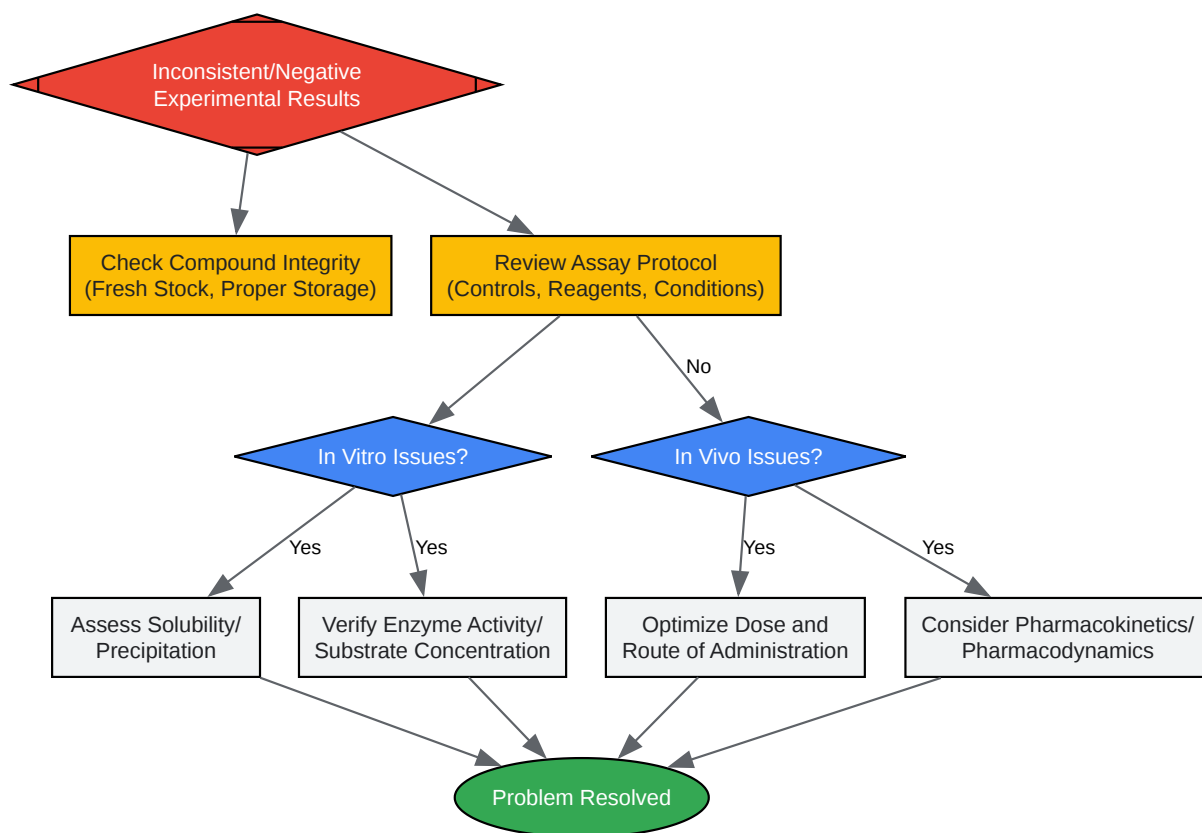 Inconsistent/Negative
Experimental Results
Check Compound Integrity
(Fresh Stock, Proper Storage)
Review Assay Protocol
(Controls, Reagents, Conditions)
No
In Vitro Issues?
In Vivo Issues?
Yes
Yes
Yes
Yes
Assess Solubility/
Precipitation
Verify Enzyme Activity/
Substrate Concentration
Optimize Dose and
Route of Administration
Consider Pharmacokinetics/
Pharmacodynamics
Problem Resolved